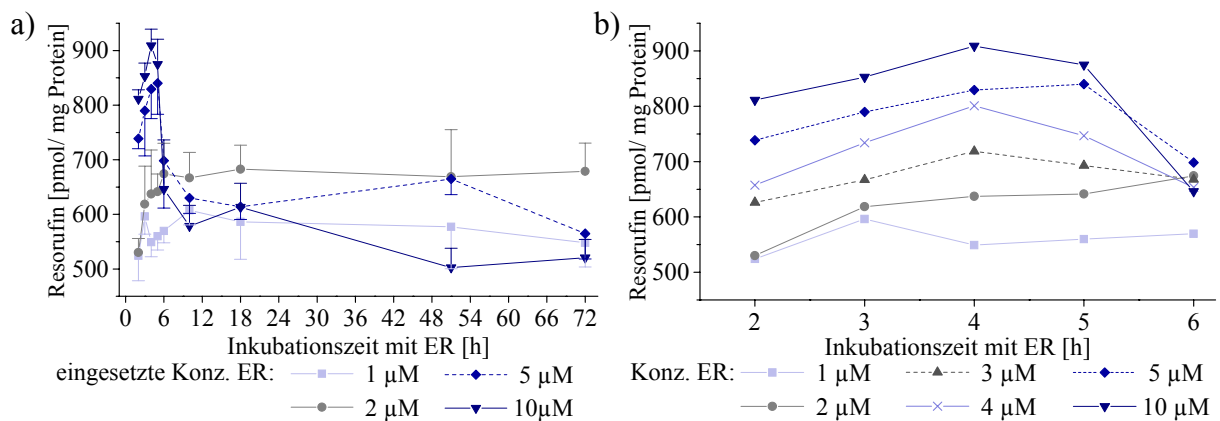 a)
Resorufin [pmol/ mg Protein]
900
800
700
600
500
0 6 12 18 24 30 36 42 48 54 60 66 72
Inkubationszeit mit ER [h]
eingesetzte Konz. ER:
1 µM
5 µM
2 µM
10µM
b)
Resorufin [pmol/ mg Protein]
900
800
700
600
500
2 3 4 5 6
Inkubationszeit mit ER [h]
Konz. ER:
1 µM
3 µM
5 µM
2 µM
4 µM
10 µM